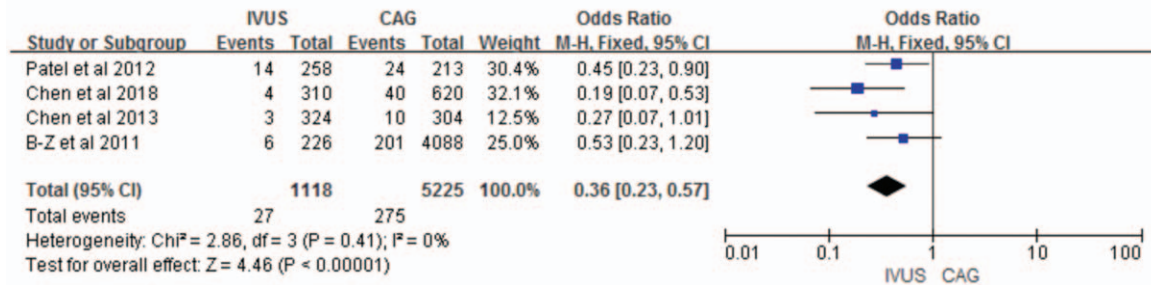 IVUS CAG Odds Ratio Odds Ratio
Study or Subgroup Events Total Events Total Weight M-H, Fixed, 95% CI M-H, Fixed, 95% CI
Patel et al 2012 14 258 24 213 30.4% 0.45 [0.23, 0.90]
Chen et al 2018 4 310 40 620 32.1% 0.19 [0.07, 0.53]
Chen et al 2013 3 324 10 304 12.5% 0.27 [0.07, 1.01]
B-Z et al 2011 6 226 201 4088 25.0% 0.53 [0.23, 1.20]
Total (95% CI) 1118 5225 100.0% 0.36 [0.23, 0.57]
Total events 27 275
Heterogeneity: Chi² = 2.86, df = 3 (P = 0.41); I² = 0%
Test for overall effect: Z = 4.46 (P < 0.00001)
0.01 0.1 1 10 100
IVUS CAG